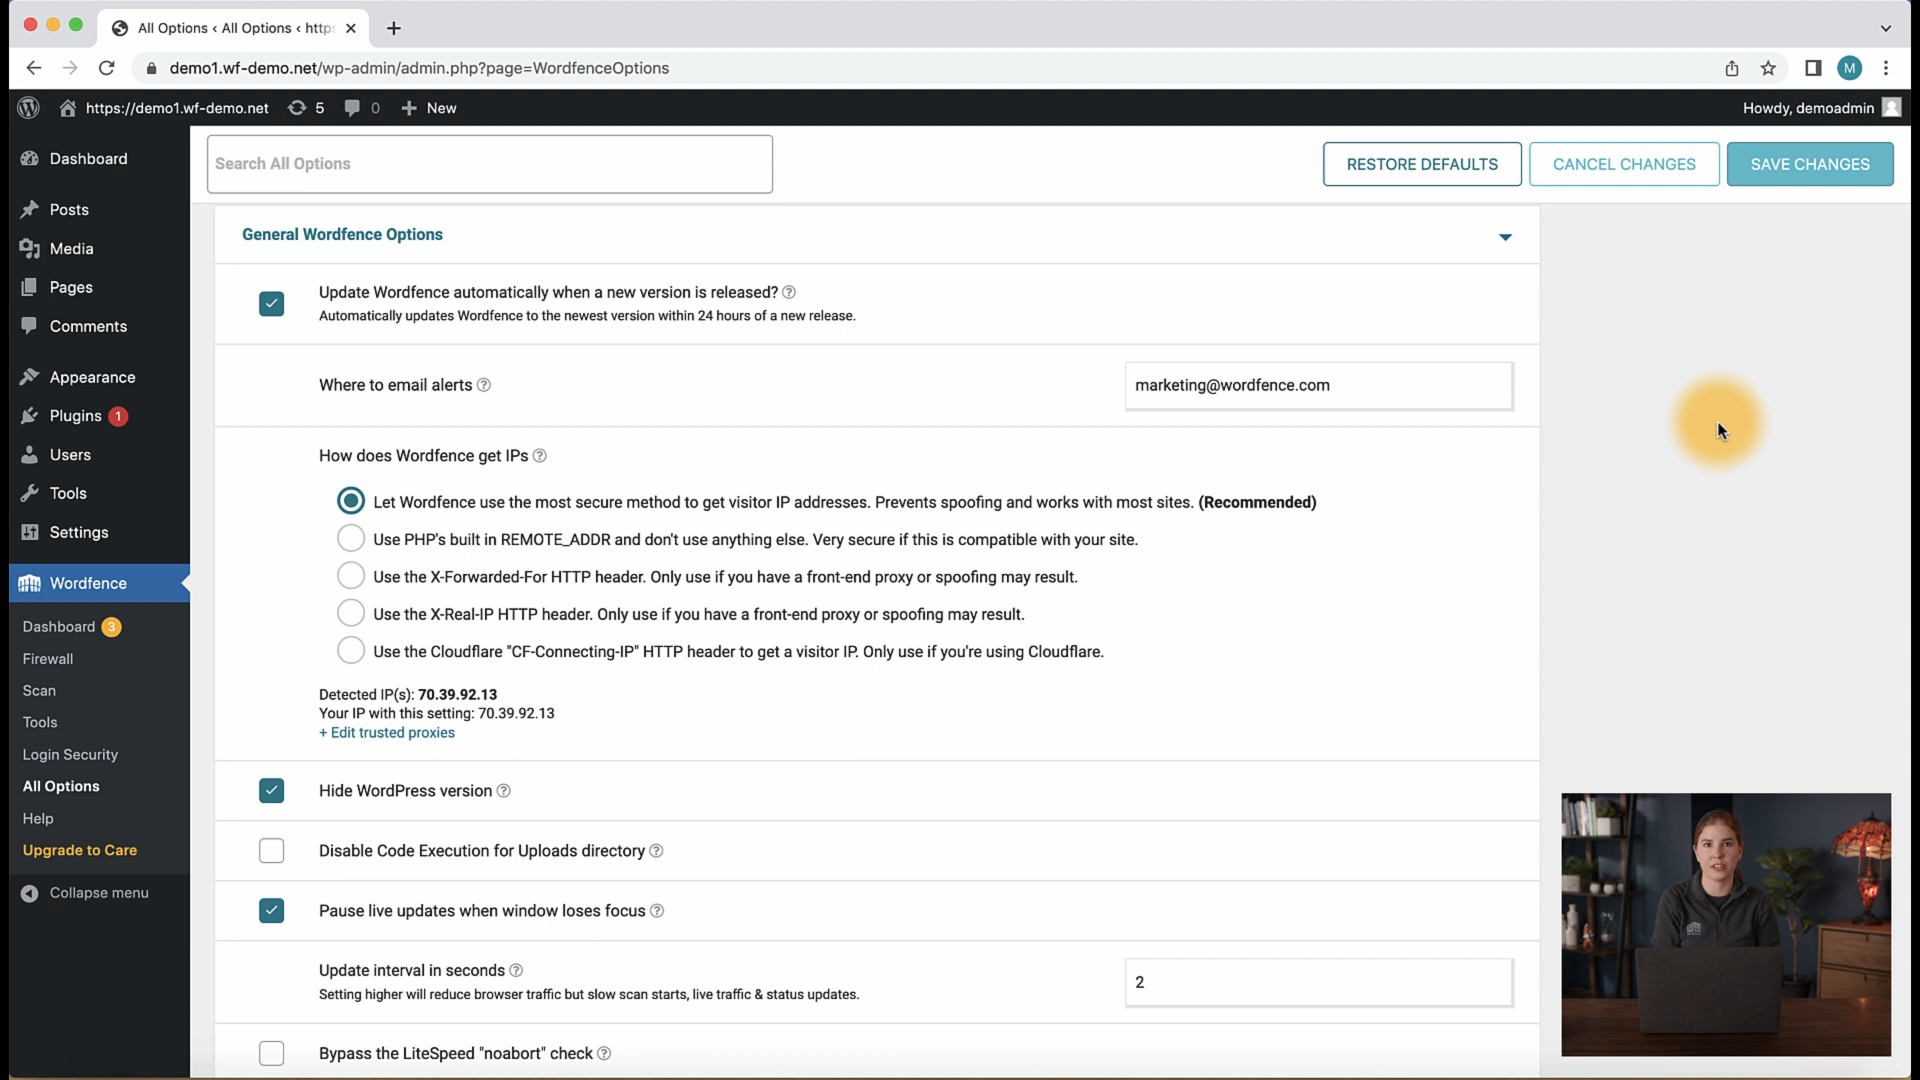 All Options ‹ All Options ‹ http
demo1.wf-demo.net/wp-admin/admin.php?page=WordfenceOptions
M
https://demo1.wf-demo.net
5
0
New
Howdy, demoadmin
Dashboard
Posts
Media
Pages
Comments
Appearance
Plugins 1
Users
Tools
Settings
Wordfence
Dashboard 3
Firewall
Scan
Tools
Login Security
All Options
Help
Upgrade to Care
Collapse menu
Search All Options
RESTORE DEFAULTS
CANCEL CHANGES
SAVE CHANGES
General Wordfence Options
Update Wordfence automatically when a new version is released?
Automatically updates Wordfence to the newest version within 24 hours of a new release.
Where to email alerts
marketing@wordfence.com
How does Wordfence get IPs
Let Wordfence use the most secure method to get visitor IP addresses. Prevents spoofing and works with most sites. (Recommended)
Use PHP's built in REMOTE_ADDR and don't use anything else. Very secure if this is compatible with your site.
Use the X-Forwarded-For HTTP header. Only use if you have a front-end proxy or spoofing may result.
Use the X-Real-IP HTTP header. Only use if you have a front-end proxy or spoofing may result.
Use the Cloudflare "CF-Connecting-IP" HTTP header to get a visitor IP. Only use if you're using Cloudflare.
Detected IP(s): 70.39.92.13
Your IP with this setting: 70.39.92.13
+ Edit trusted proxies
Hide WordPress version
Disable Code Execution for Uploads directory
Pause live updates when window loses focus
Update interval in seconds
Setting higher will reduce browser traffic but slow scan starts, live traffic & status updates.
2
Bypass the LiteSpeed "noabort" check